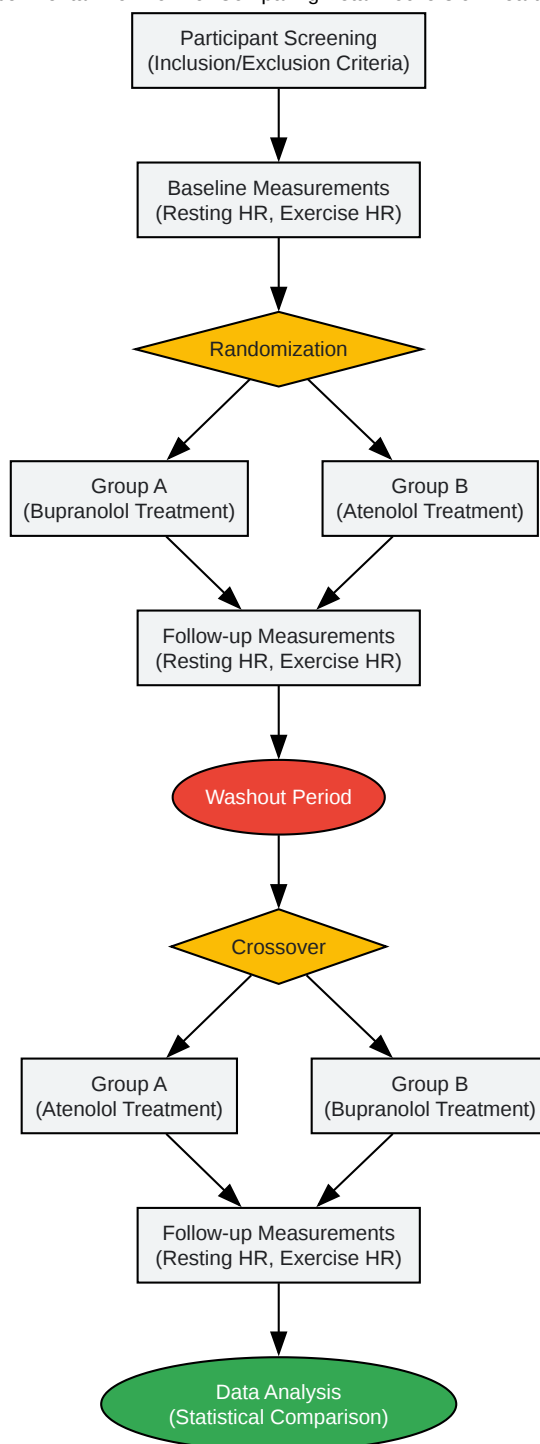 Participant Screening
(Inclusion/Exclusion Criteria)
Baseline Measurements
(Resting HR, Exercise HR)
Randomization
Group A
(Bupranolol Treatment)
Group B
(Atenolol Treatment)
Follow-up Measurements
(Resting HR, Exercise HR)
Washout Period
Crossover
Group A
(Atenolol Treatment)
Group B
(Bupranolol Treatment)
Follow-up Measurements
(Resting HR, Exercise HR)
Data Analysis
(Statistical Comparison)